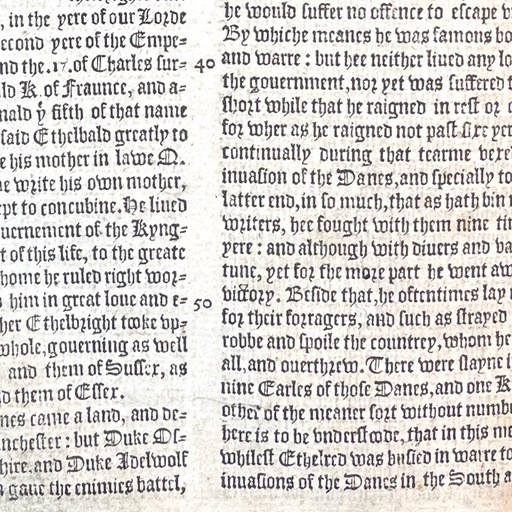 , in the yere of our Lorde
econd yere of the Empe=
nd the .17. of Charles sur=
ld K. of Fraunce, and a=
nald yͤ fifth of that name
said Ethelbald greatly to
e his mother in lawe M.
e write his own mother,
ept to concubine. He liued
uernement of the Kyng=
t of this life, to the greate
home he ruled right wor=
him in great loue and e=
her Ethelbright tooke vp=
whole, gouerning as well
and them of Sussex, as
d them of Essex.
nes came a land, and de=
nchester: but Duke Os=
hire. and Duke Adelwolf
gaue the enimies battel,
40
50
he would suffer no offence to escape
By whiche meanes he was famous bo
and warre: but hee neither liued any lo
the gouernment, nor yet was suffered
short while that he raigned in rest or
for wher as he raigned not past sixe yer
continually during that tearme vexe
inuasion of the Danes, and specially to
latter end, in so much, that as hath bin
writers, hee fought with them nine ti
yere: and although with diuers and va
tune, yet for the more part he went aw
victory. Beside that, he oftentimes lay
for their forragers, and such as strayed
robbe and spoile the countrey, whom he
all, and ouerthrew. There were slayne
nine Earles of those Danes, and one K
other of the meaner sort without numbe
here is to be vnderstoode, that in this me
whilest Ethelred was busied in warre to
inuasions of the Danes in the South